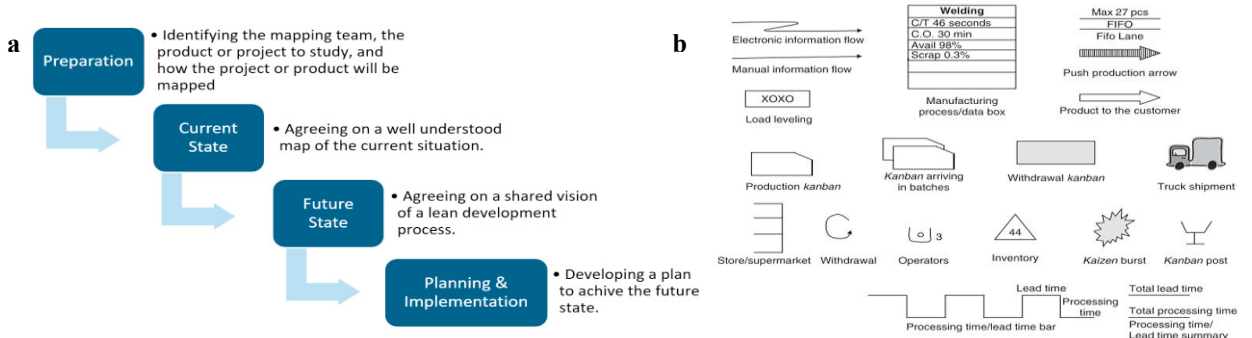 a
Preparation
• Identifying the mapping team, the
product or project to study, and
how the project or product will be
mapped
Current
State
• Agreeing on a well understood
map of the current situation.
Future
State
• Agreeing on a shared vision
of a lean development
process.
Planning &
Implementation
• Developing a plan
to achive the future
state.
b
Electronic information flow
Manual information flow
XOXO
Load leveling
Welding
C/T 46 seconds
C.O. 30 min
Avail 98%
Scrap 0.3%
Manufacturing
process/data box
Max 27 pcs
FIFO
Fifo Lane
Push production arrow
Product to the customer
Production kanban
Kanban arriving
in batches
Withdrawal kanban
Truck shipment
Store/supermarket
Withdrawal
3
Operators
44
Inventory
Kaizen burst
Kanban post
Lead time
Processing
time
Processing time/lead time bar
Total lead time
Total processing time
Processing time/
Lead time summary